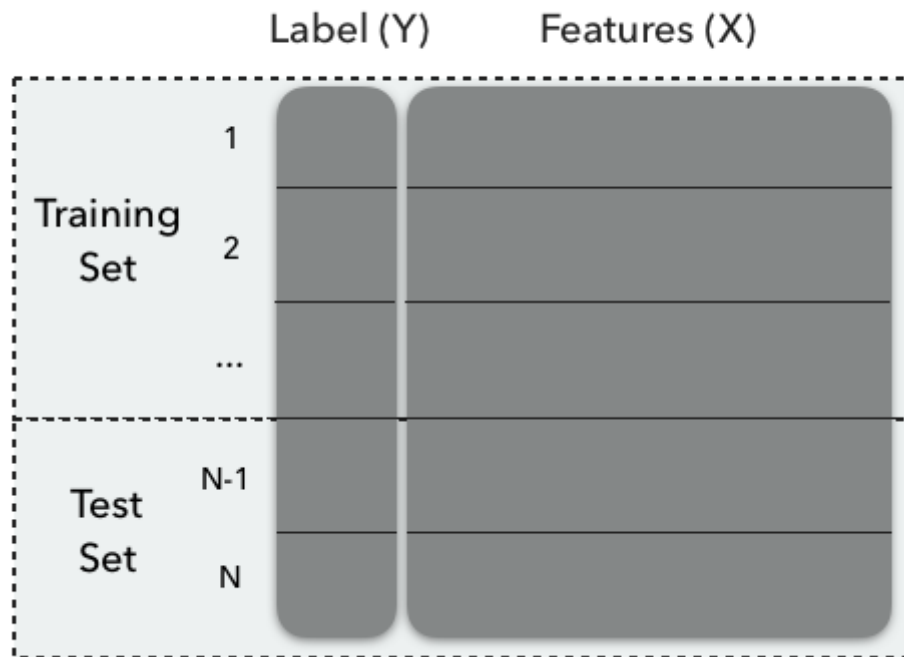 Label (Y)
Features (X)
1
Training
Set
2
...
N-1
Test
Set
N